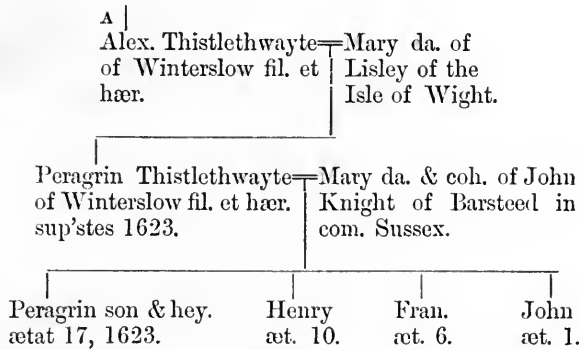 A
Alex. Thistlethwayte
of Winterslow fil. et
hær.
Mary da. of
Lisley of the
Isle of Wight.
Peragrin Thistlethwayte
of Winterslow fil. et hær.
sup'stes 1623.
Mary da. & coh. of John
Knight of Barsteed in
com. Sussex.
Peragrin son & hey.
ætat 17, 1623.
Henry
æt. 10.
Fran.
æt. 6.
John
æt. 1.